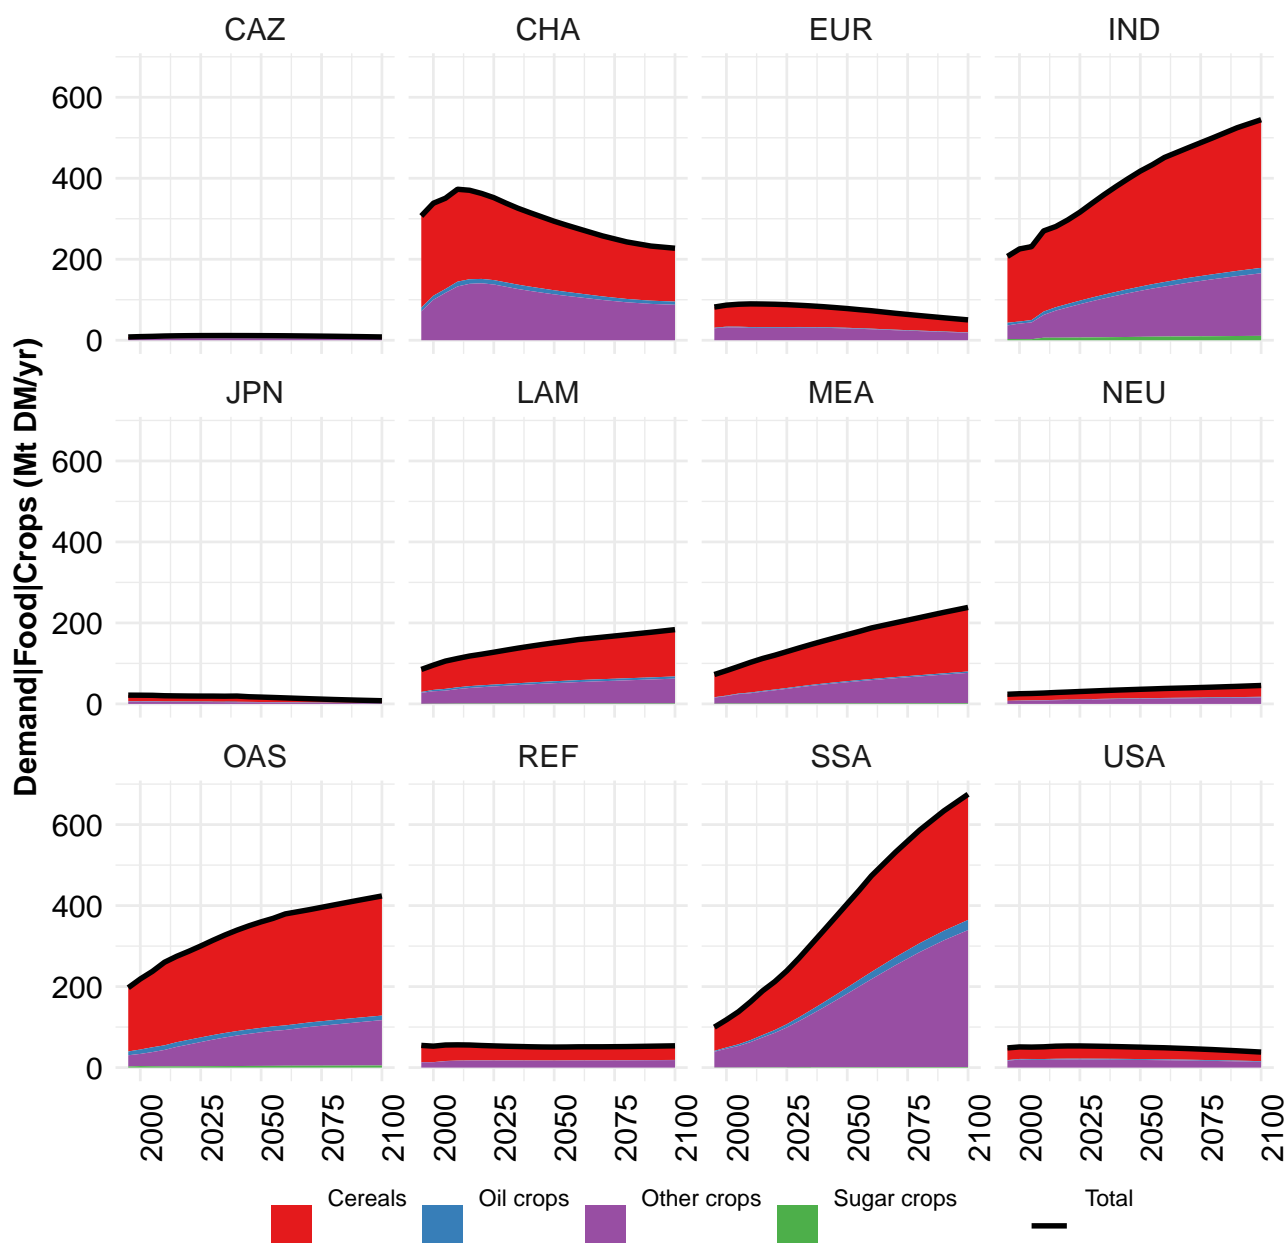 CAZ CHA EUR IND
600
400
200
0
JPN LAM MEA NEU
600
400
200
0
Demand|Food|Crops (Mt DM/yr)
OAS REF SSA USA
600
400
200
0
2000 2025 2050 2075 2100 2000 2025 2050 2075 2100 2000 2025 2050 2075 2100 2000 2025 2050 2075 2100
Cereals Oil crops Other crops Sugar crops Total